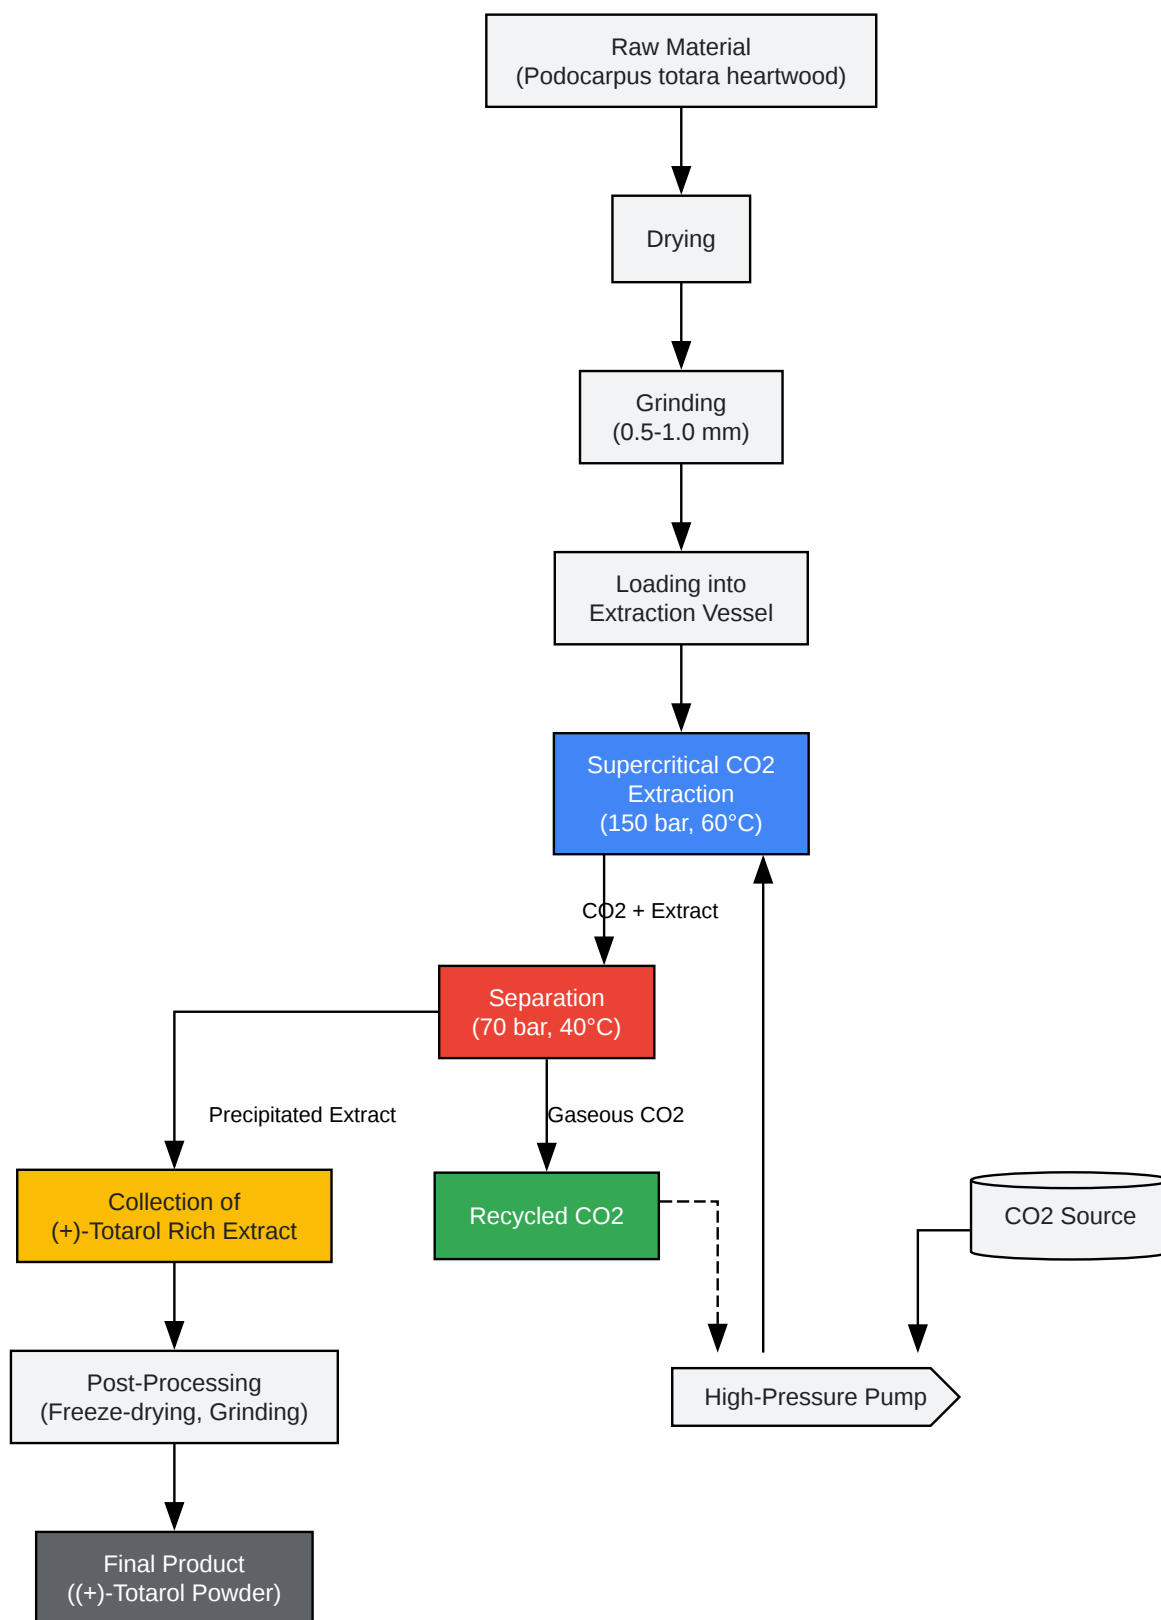 Raw Material
(Podocarpus totara heartwood)
Drying
Grinding
(0.5-1.0 mm)
Loading into
Extraction Vessel
Supercritical CO2
Extraction
(150 bar, 60°C)
CO2 + Extract
Separation
(70 bar, 40°C)
Precipitated Extract
Gaseous CO2
Collection of
(+)-Totarol Rich Extract
Recycled CO2
CO2 Source
Post-Processing
(Freeze-drying, Grinding)
High-Pressure Pump
Final Product
((+)-Totarol Powder)